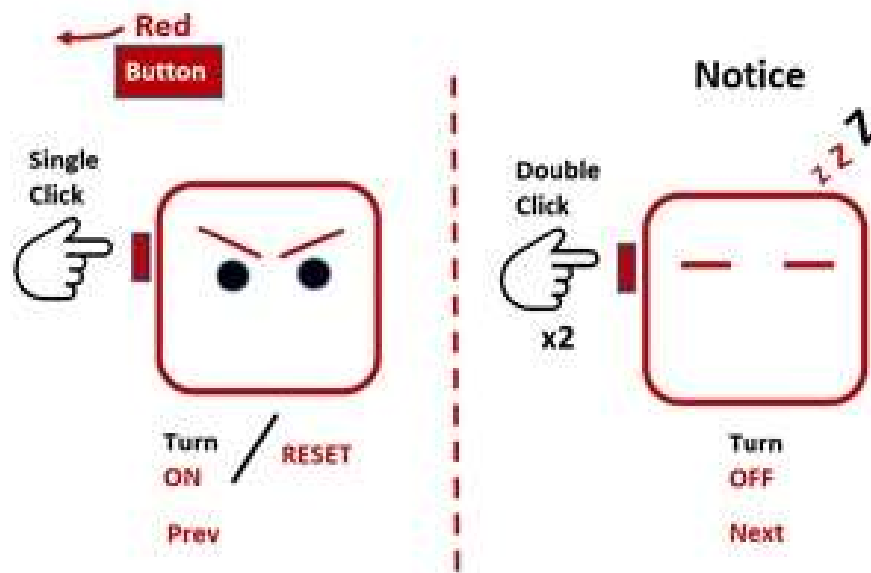 Red
Button
Single
Click
Turn
ON
RESET
Prev
Notice
z z Z
Double
Click
x2
Turn
OFF
Next